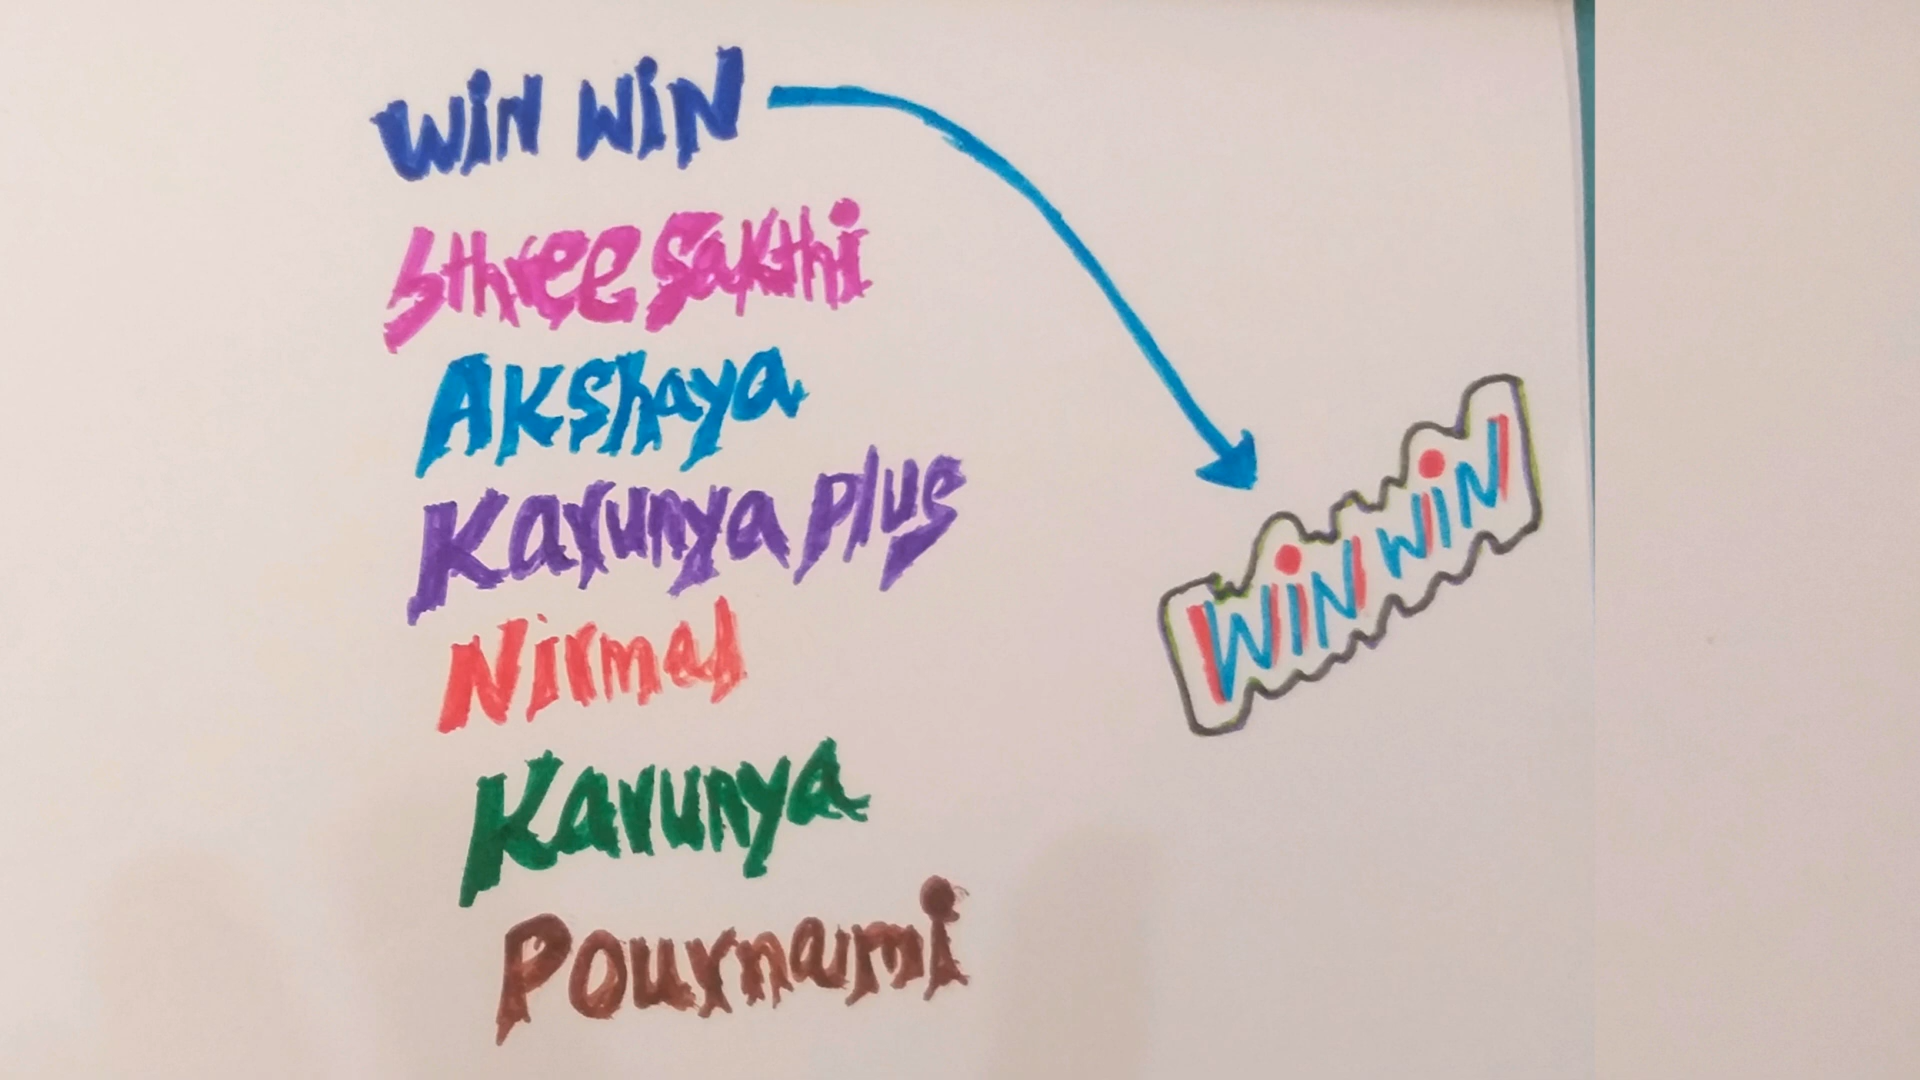 WiN WiN
Sthree Sakthi
AKShaya
Karunya Plus
Nirmal
Karunya
Pournami
WiN WiN